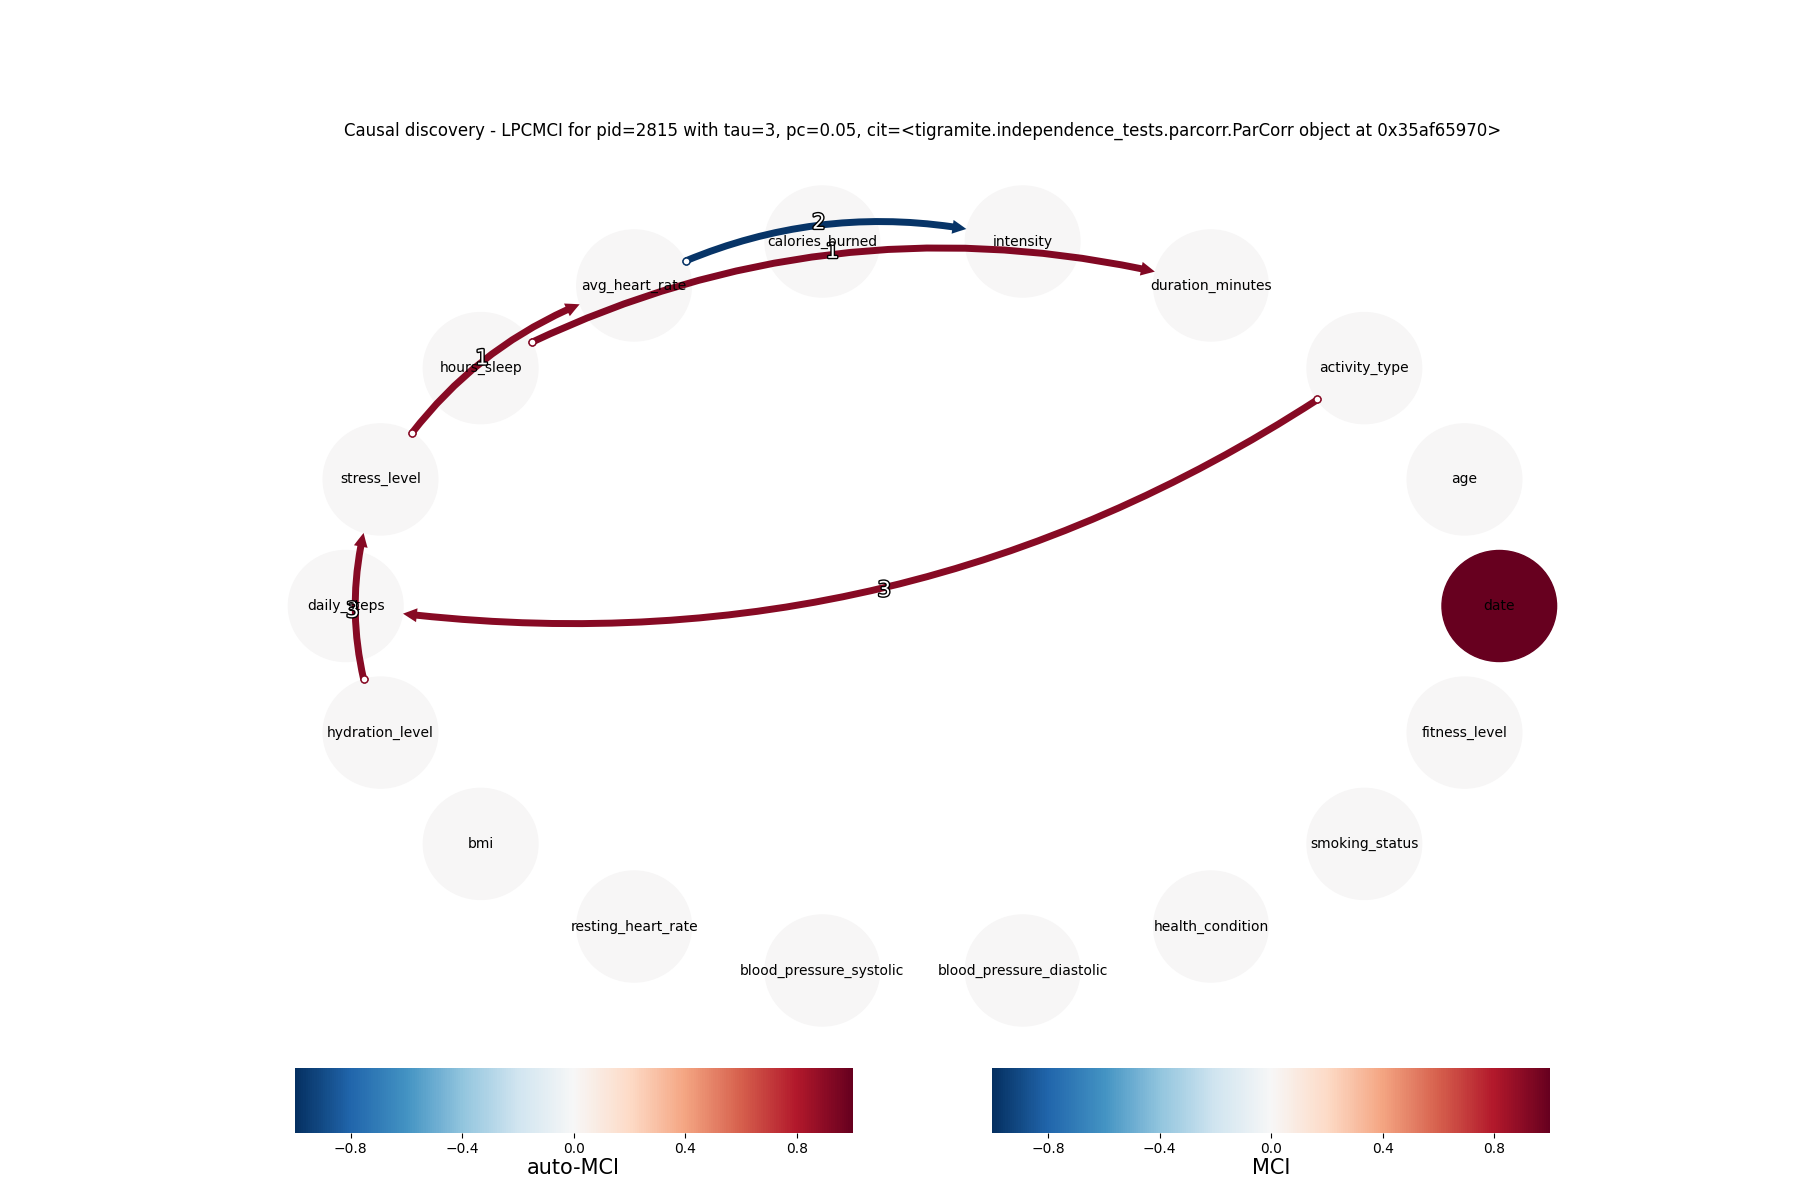 Causal discovery - LPCMCI for pid=2815 with tau=3, pc=0.05, cit=<tigramite.independence_tests.parcorr.ParCorr object at 0x35af65970>
2
calories_burned
intensity
1
avg_heart_rate
duration_minutes
1
hours_sleep
activity_type
stress_level
age
3
daily_steps
3
date
hydration_level
fitness_level
bmi
smoking_status
resting_heart_rate
health_condition
blood_pressure_systolic
blood_pressure_diastolic
−0.8 −0.4 0.0 0.4 0.8
auto-MCI
−0.8 −0.4 0.0 0.4 0.8
MCI